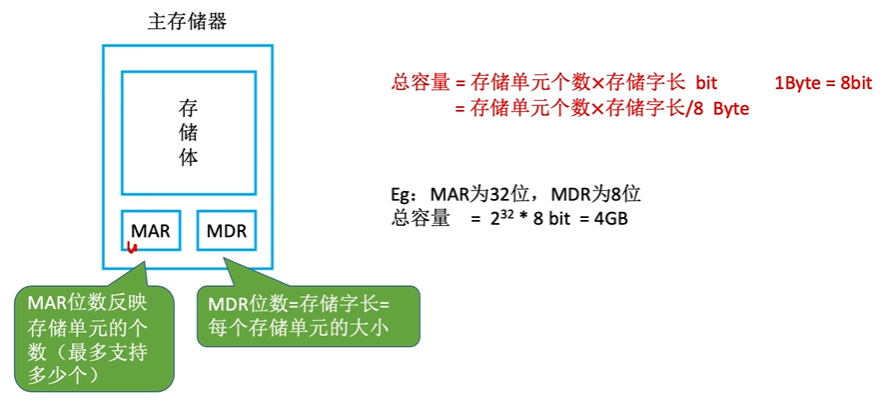 主存储器
存
储
体
MAR
MDR
MAR位数反映
存储单元的个
数（最多支持
多少个）
MDR位数=存储字长=
每个存储单元的大小
总容量 = 存储单元个数×存储字长 bit 1Byte = 8bit
= 存储单元个数×存储字长/8 Byte
Eg：MAR为32位，MDR为8位
总容量 = 2³² * 8 bit = 4GB